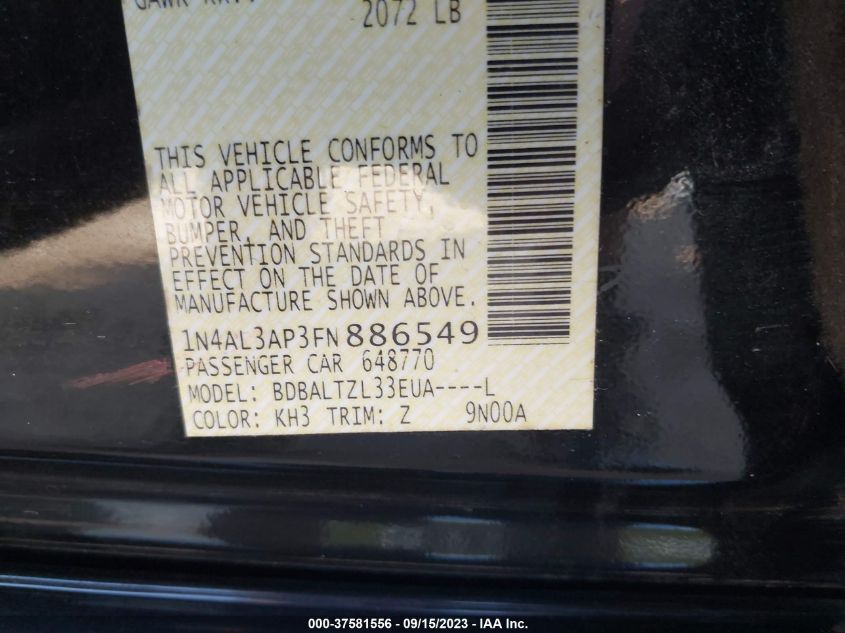 2072 LB
THIS VEHICLE CONFORMS TO
ALL APPLICABLE FEDERAL
MOTOR VEHICLE SAFETY,
BUMPER, AND THEFT
PREVENTION STANDARDS IN
EFFECT ON THE DATE OF
MANUFACTURE SHOWN ABOVE.
1N4AL3AP3FN886549
PASSENGER CAR 648770
MODEL: BDBALTZL33EUA----L
COLOR: KH3 TRIM: Z 9N00A
000-37581556 - 09/15/2023 - IAA Inc.